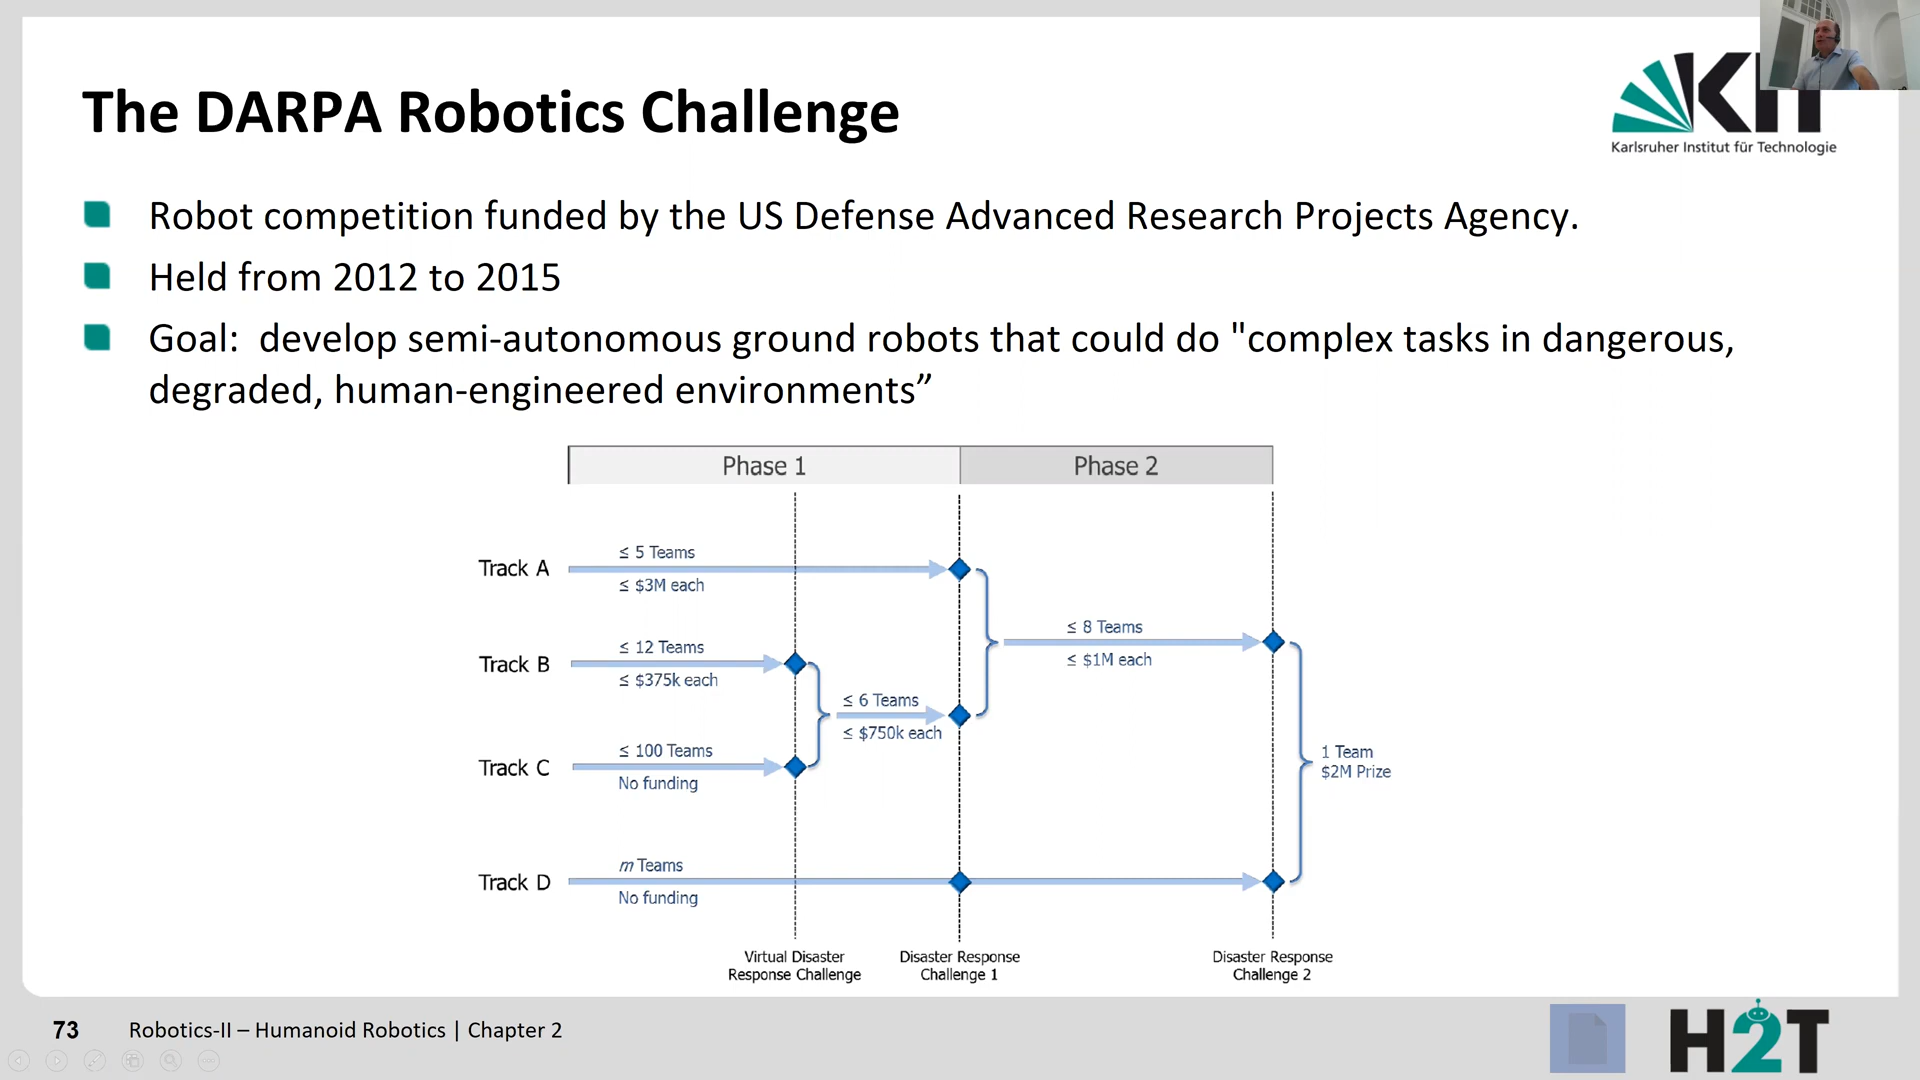 The DARPA Robotics Challenge
KIT
Karlsruher Institut für Technologie
Robot competition funded by the US Defense Advanced Research Projects Agency.
Held from 2012 to 2015
Goal:  develop semi-autonomous ground robots that could do "complex tasks in dangerous,
degraded, human-engineered environments”
Phase 1
Phase 2
Track A
≤ 5 Teams
≤ $3M each
≤ 8 Teams
≤ $1M each
Track B
≤ 12 Teams
≤ $375k each
≤ 6 Teams
≤ $750k each
Track C
≤ 100 Teams
No funding
1 Team
$2M Prize
Track D
m Teams
No funding
Virtual Disaster
Response Challenge
Disaster Response
Challenge 1
Disaster Response
Challenge 2
73
Robotics-II – Humanoid Robotics | Chapter 2
H2T